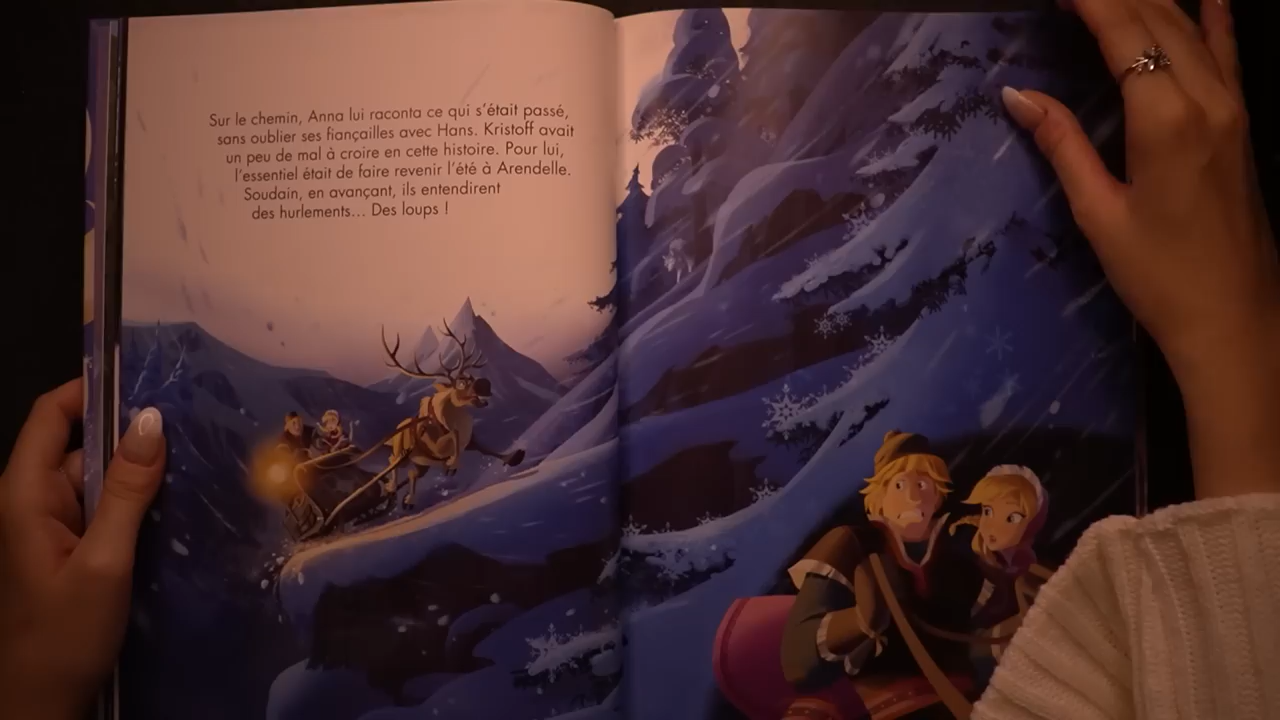 Sur le chemin, Anna lui raconta ce qui s’était passé,
sans oublier ses fiançailles avec Hans. Kristoff avait
un peu de mal à croire en cette histoire. Pour lui,
l’essentiel était de faire revenir l’été à Arendelle.
Soudain, en avançant, ils entendirent
des hurlements... Des loups !